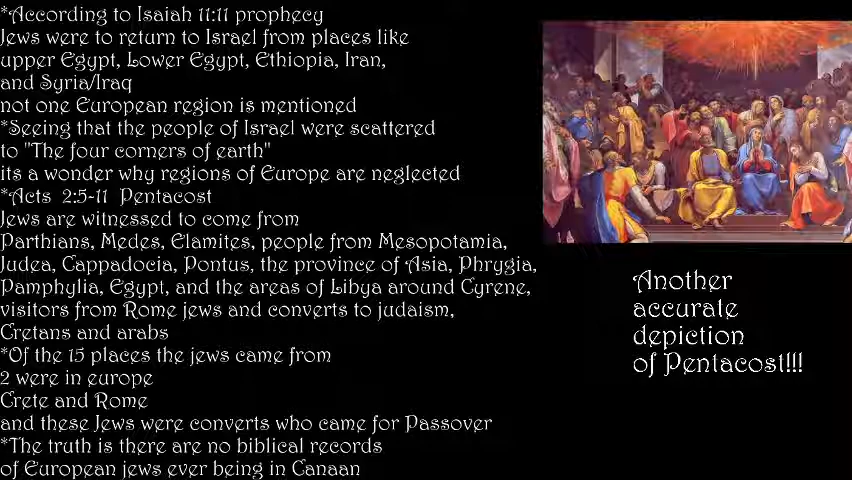 *According to Isaiah 11:11 prophecy
Jews were to return to Israel from places like
upper Egypt, Lower Egypt, Ethiopia, Iran,
and Syria/Iraq
not one European region is mentioned
*Seeing that the people of Israel were scattered
to "The four corners of earth"
its a wonder why regions of Europe are neglected
*Acts 2:5-11 Pentacost
Jews are witnessed to come from
Parthians, Medes, Elamites, people from Mesopotamia,
Judea, Cappadocia, Pontus, the province of Asia, Phrygia,
Pamphylia, Egypt, and the areas of Libya around Cyrene,
visitors from Rome jews and converts to judaism,
Cretans and arabs
*Of the 15 places the jews came from
2 were in europe
Crete and Rome
and these Jews were converts who came for Passover
*The truth is there are no biblical records
of European jews ever being in Canaan
Another
accurate
depiction
of Pentacost!!!